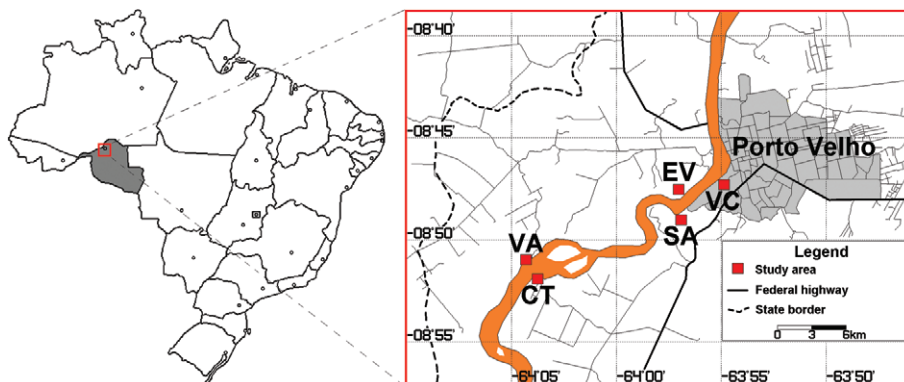 -08°40
-08°45
Porto Velho
EV
VC
SA
-08°50
VA
CT
-08°55
Legend
Study area
Federal highway
State border
0 3 6km
-64°05
-64°00
-63°55
-63°50